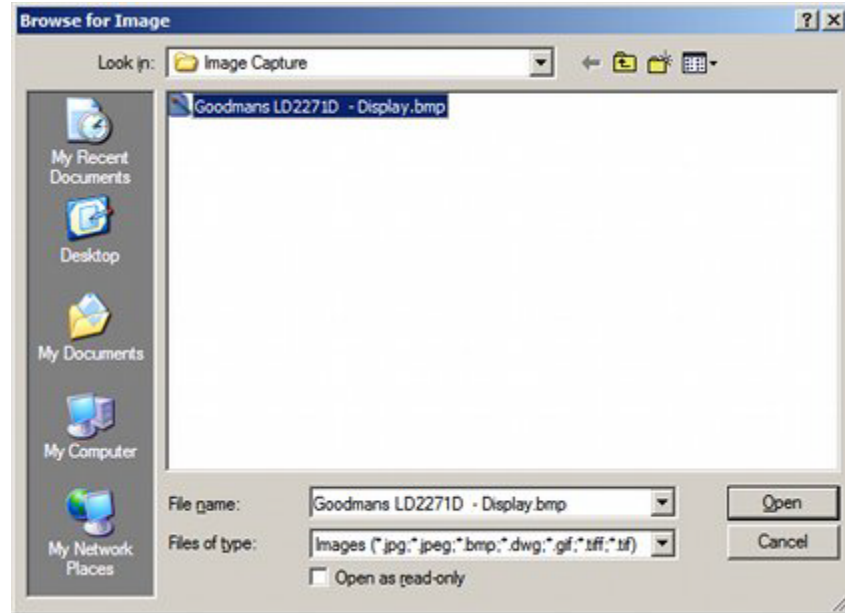 Browse for Image
Look in: Image Capture
Goodmans LD2271D - Display.bmp
My Recent
Documents
Desktop
My Documents
My Computer
My Network
Places
File name: Goodmans LD2271D - Display.bmp Open
Files of type: Images (*.jpg;*.jpeg;*.bmp;*.dwg;*.gif;*.tiff;*.tif) Cancel
Open as read-only